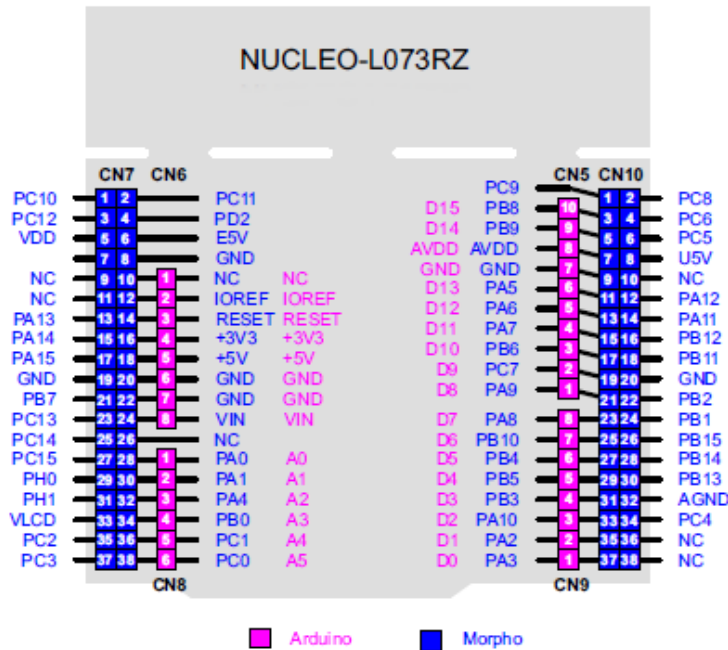 NUCLEO-L073RZ
CN7 CN6 CN5 CN10
PC9
PC10 1 2 PC11 D15 PB8 10 1 2 PC8
PC12 3 4 PD2 D14 PB9 9 3 4 PC6
VDD 5 6 E5V AVDD AVDD 8 5 6 PC5
7 8 GND GND GND 7 7 8 U5V
NC 9 10 1 NC NC D13 PA5 6 9 10 NC
NC 11 12 2 IOREF IOREF D12 PA6 5 11 12 PA12
PA13 13 14 3 RESET RESET D11 PA7 4 13 14 PA11
PA14 15 16 4 +3V3 +3V3 D10 PB6 3 15 16 PB12
PA15 17 18 5 +5V +5V D9 PC7 2 17 18 PB11
GND 19 20 6 GND GND D8 PA9 1 19 20 GND
PB7 21 22 7 GND GND 21 22 PB2
PC13 23 24 8 VIN VIN D7 PA8 8 23 24 PB1
PC14 25 26 NC D6 PB10 7 25 26 PB15
PC15 27 28 1 PA0 A0 D5 PB4 6 27 28 PB14
PH0 29 30 2 PA1 A1 D4 PB5 5 29 30 PB13
PH1 31 32 3 PA4 A2 D3 PB3 4 31 32 AGND
VLCD 33 34 4 PB0 A3 D2 PA10 3 33 34 PC4
PC2 35 36 5 PC1 A4 D1 PA2 2 35 36 NC
PC3 37 38 6 PC0 A5 D0 PA3 1 37 38 NC
CN8 CN9
Arduino Morpho